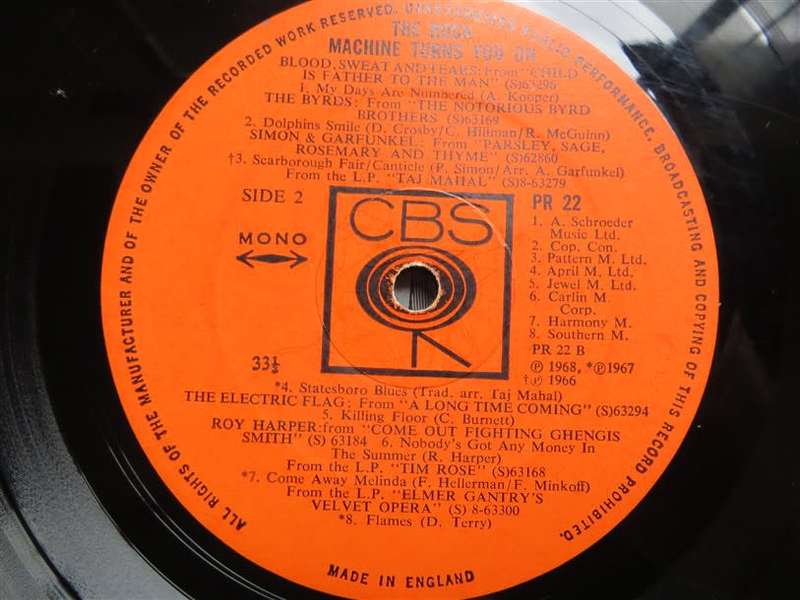 ALL RIGHTS OF THE MANUFACTURER AND OF THE OWNER OF THE RECORDED WORK RESERVED. UNAUTHORISED PUBLIC PERFORMANCE, BROADCASTING AND COPYING OF THIS RECORD PROHIBITED.
THE ROCK
MACHINE TURNS YOU ON
BLOOD, SWEAT AND TEARS: From "CHILD
IS FATHER TO THE MAN" (S)63296
1. My Days Are Numbered (A. Kooper)
THE BYRDS: From "THE NOTORIOUS BYRD
BROTHERS (S)63169
2. Dolphins Smile (D. Crosby/C. Hillman/R. McGuinn)
SIMON & GARFUNKEL: From "PARSLEY, SAGE,
ROSEMARY AND THYME" (S)62860
†3. Scarborough Fair/Canticle (P. Simon/Arr. A. Garfunkel)
From the L.P. "TAJ MAHAL" (S)8-63279
SIDE 2
MONO
33⅓
CBS
PR 22
1. A. Schroeder
Music Ltd.
2. Cop. Con.
3. Pattern M. Ltd.
4. April M. Ltd.
5. Jewel M. Ltd.
6. Carlin M.
Corp.
7. Harmony M.
8. Southern M.
PR 22 B
℗ 1968, *℗1967
†℗ 1966
*4. Statesboro Blues (Trad. arr. Taj Mahal)
THE ELECTRIC FLAG: From "A LONG TIME COMING" (S)63294
5. Killing Floor (C. Burnett)
ROY HARPER:from "COME OUT FIGHTING GHENGIS
SMITH" (S) 63184 6. Nobody's Got Any Money In
The Summer (R. Harper)
From the L.P. "TIM ROSE" (S)63168
*7. Come Away Melinda (F. Hellerman/F. Minkoff)
From the L.P. "ELMER GANTRY'S
VELVET OPERA" (S) 8-63300
*8. Flames (D. Terry)
MADE IN ENGLAND